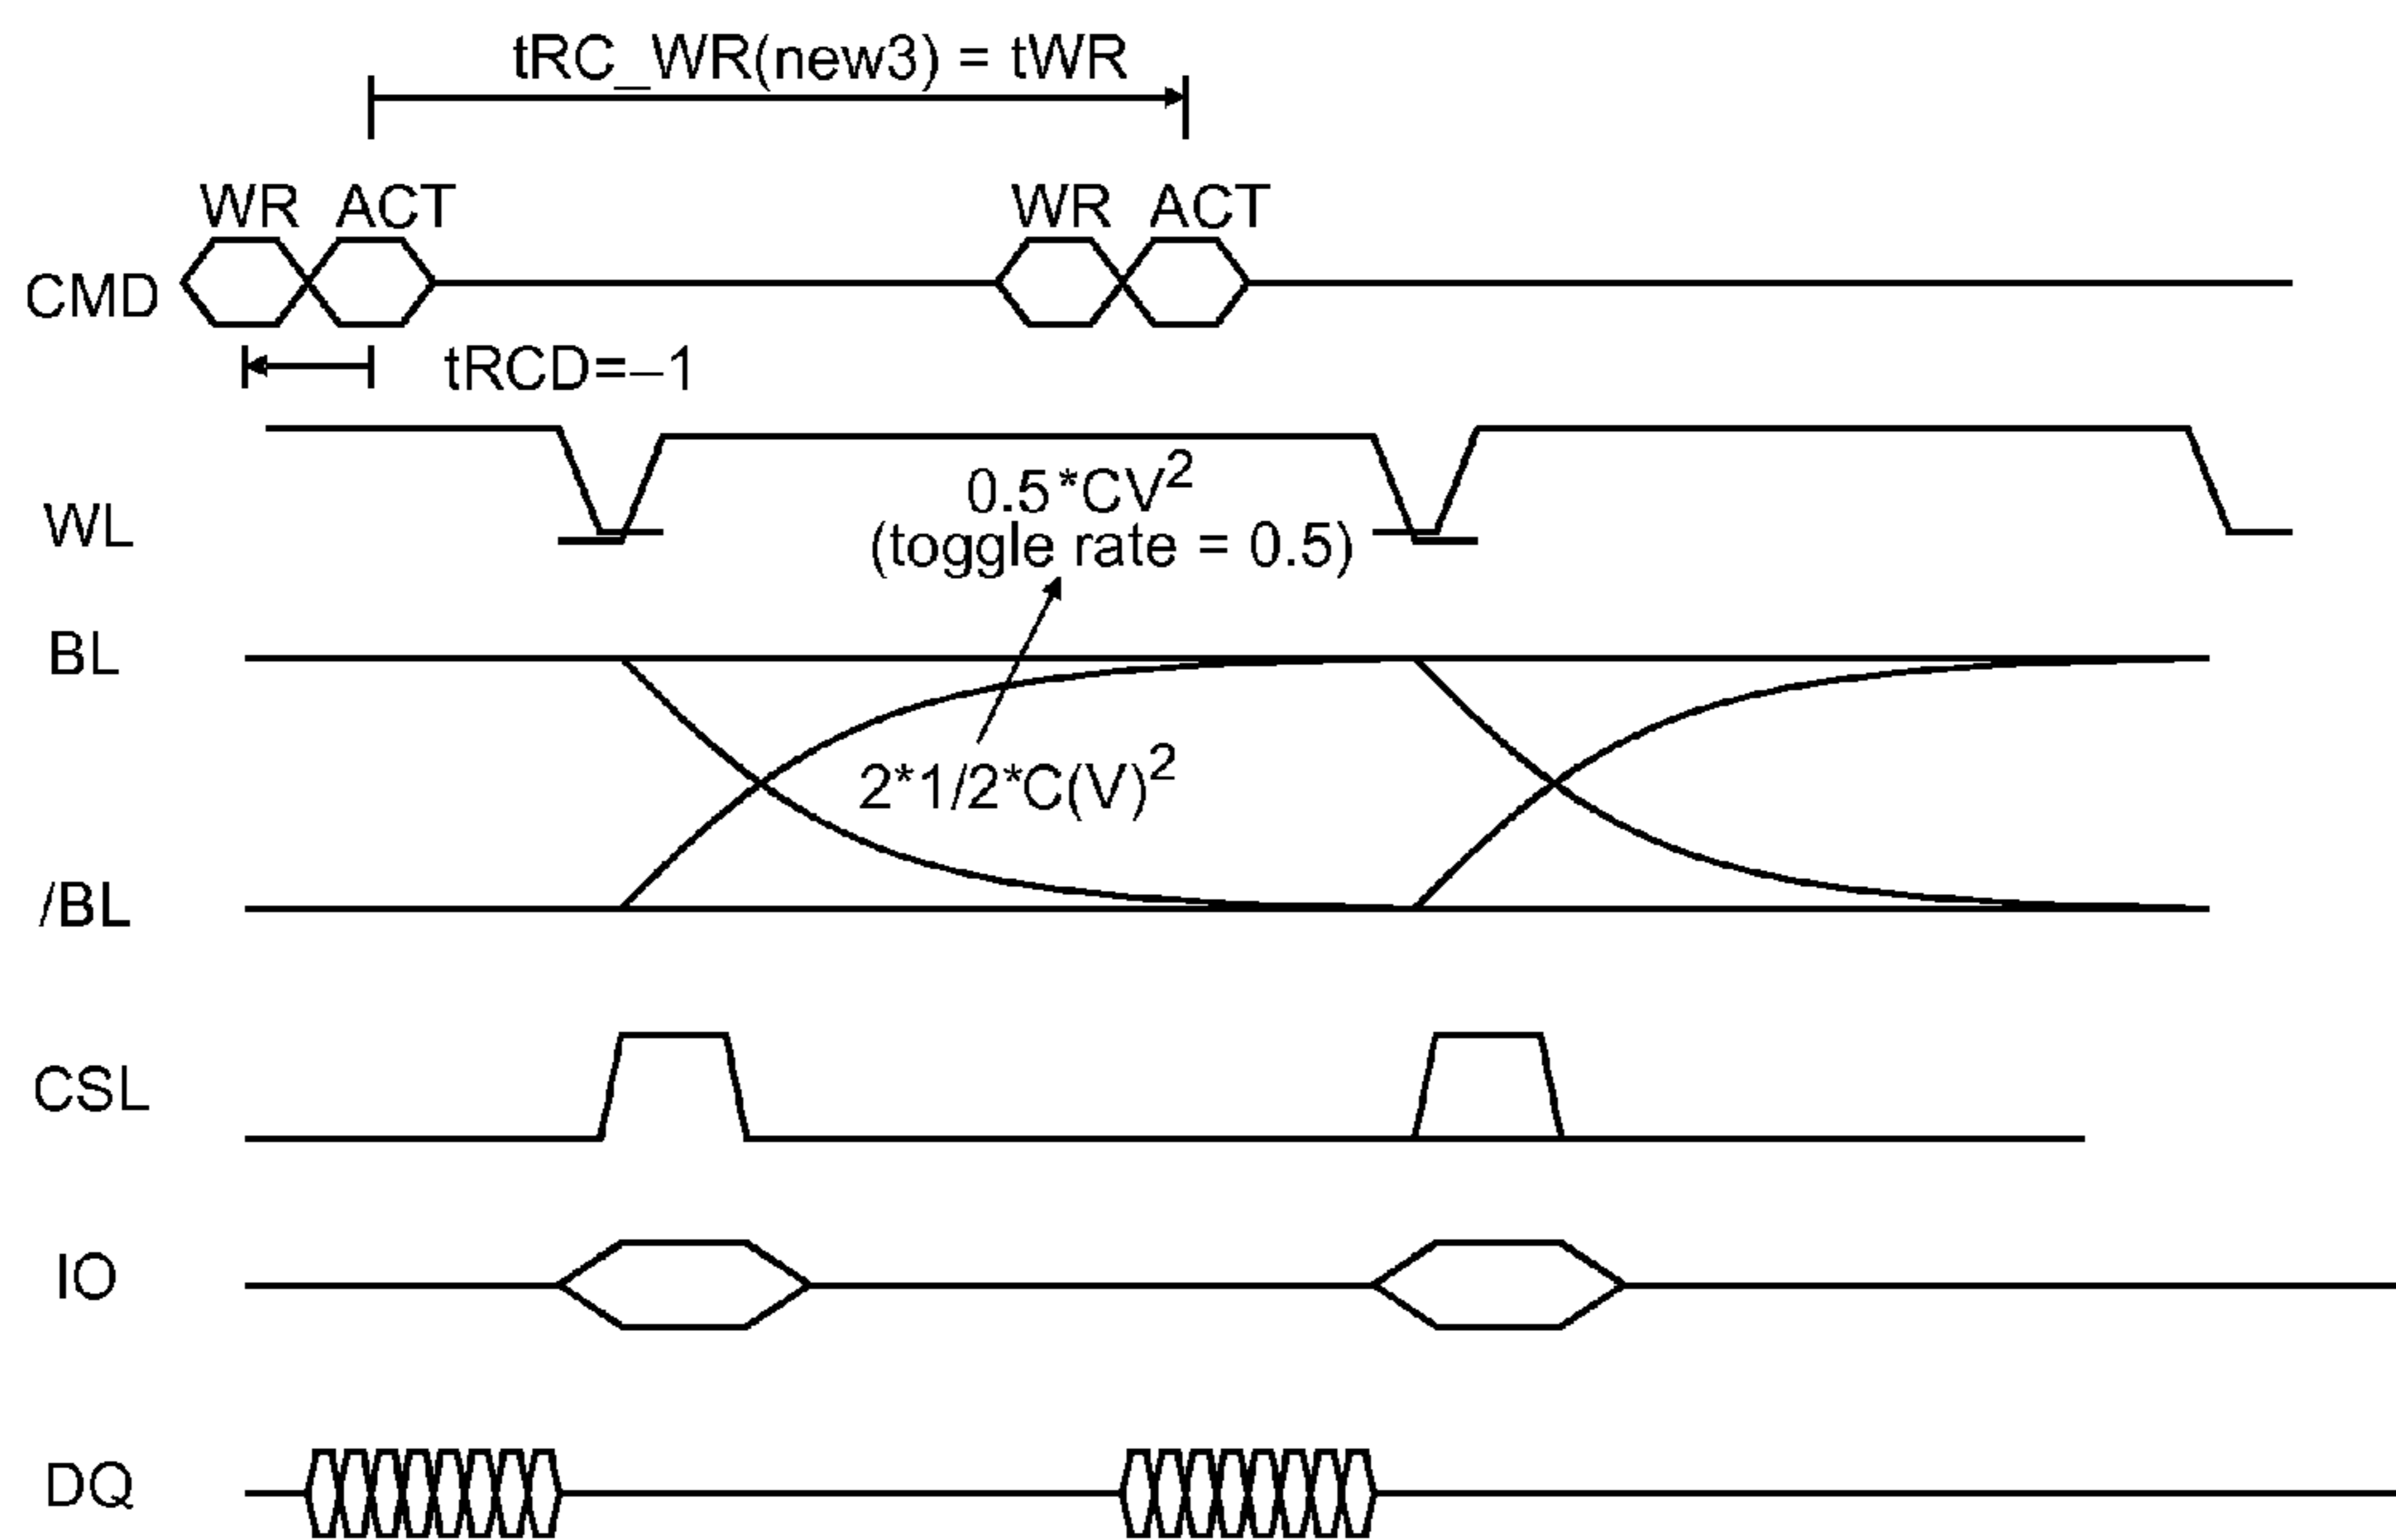 tRC_WR(new3) = tWR
WR ACT WR ACT
CMD
tRCD=–1
WL
0.5*CV²
(toggle rate = 0.5)
BL
2*1/2*C(V)²
/BL
CSL
IO
DQ